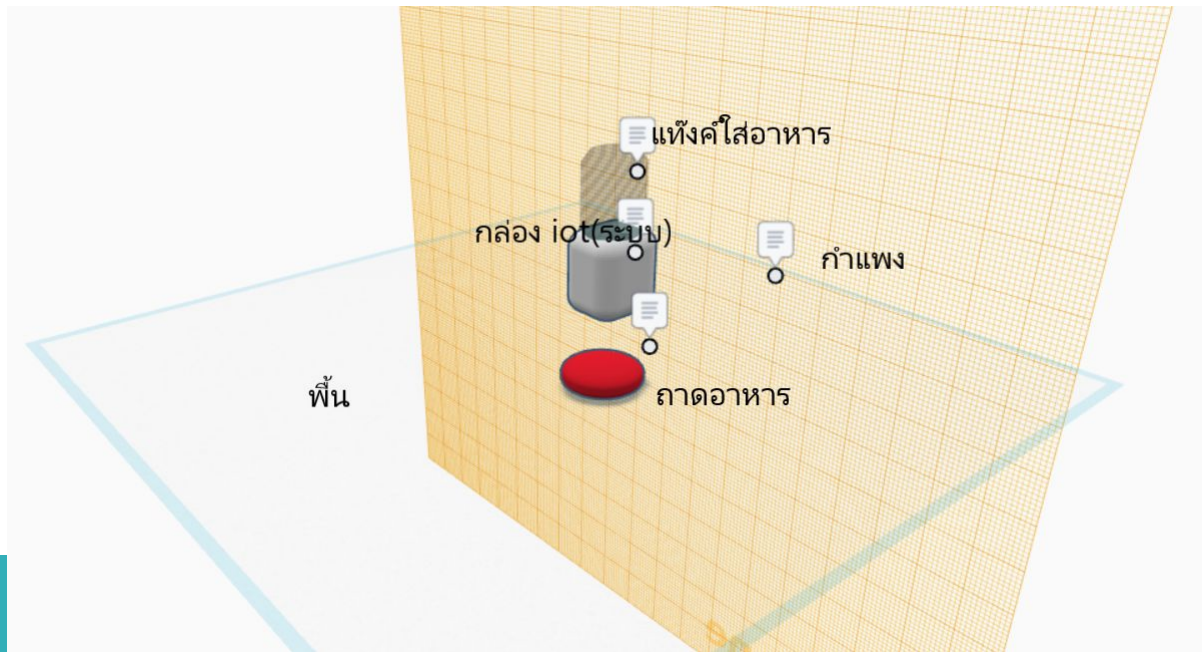 แท๊งค์ใส่อาหาร
กล่อง iot(ระบบ)
กำแพง
พื้น
ถาดอาหาร